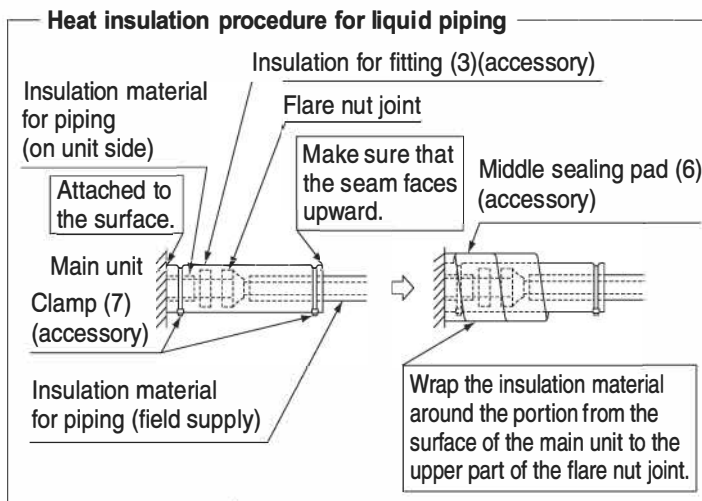 Heat insulation procedure for liquid piping
Insulation for fitting (3)(accessory)
Insulation material
for piping
(on unit side)
Flare nut joint
Make sure that
the seam faces
upward.
Middle sealing pad (6)
(accessory)
Attached to
the surface.
Main unit
Clamp (7)
(accessory)
Insulation material
for piping (field supply)
Wrap the insulation material
around the portion from the
surface of the main unit to the
upper part of the flare nut joint.